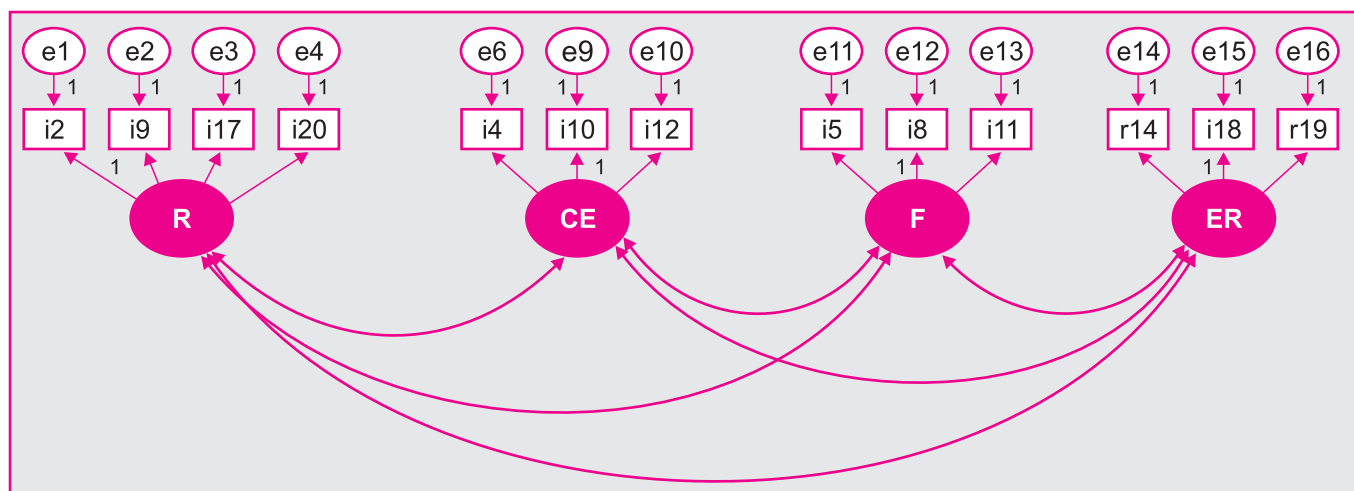 e1 e2 e3 e4 e6 e9 e10 e11 e12 e13 e14 e15 e16
1 1 1 1 1 1 1 1 1 1 1 1 1
i2 i9 i17 i20 i4 i10 i12 i5 i8 i11 r14 i18 r19
1 1 1 1
R CE F ER